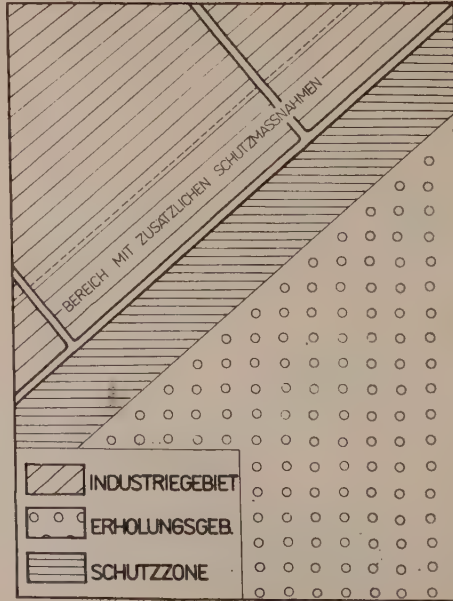 BEREICH MIT ZUSÄTZLICHEN SCHUTZMASSNAHMEN
INDUSTRIEGEBIET
ERHOLUNGSGEB.
SCHUTZZONE